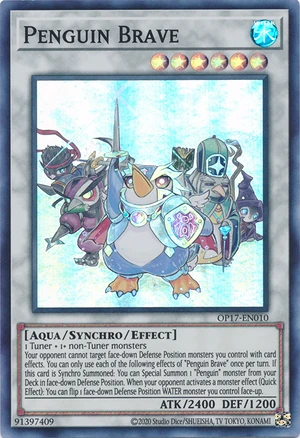 Penguin Brave
水
OP17-EN010
[Aqua/Synchro/Effect]
1 Tuner + 1+ non-Tuner monsters
Your opponent cannot target face-down Defense Position monsters you control with card
effects. You can only use each of the following effects of "Penguin Brave" once per turn. If
this card is Synchro Summoned: You can Special Summon 1 "Penguin" monster from your
Deck in face-down Defense Position. When your opponent activates a monster effect (Quick
Effect): You can flip 1 face-down Defense Position WATER monster you control face-up.
ATK/2400 DEF/1200
91397409
©2020 Studio Dice/SHUEISHA, TV TOKYO, KONAMI